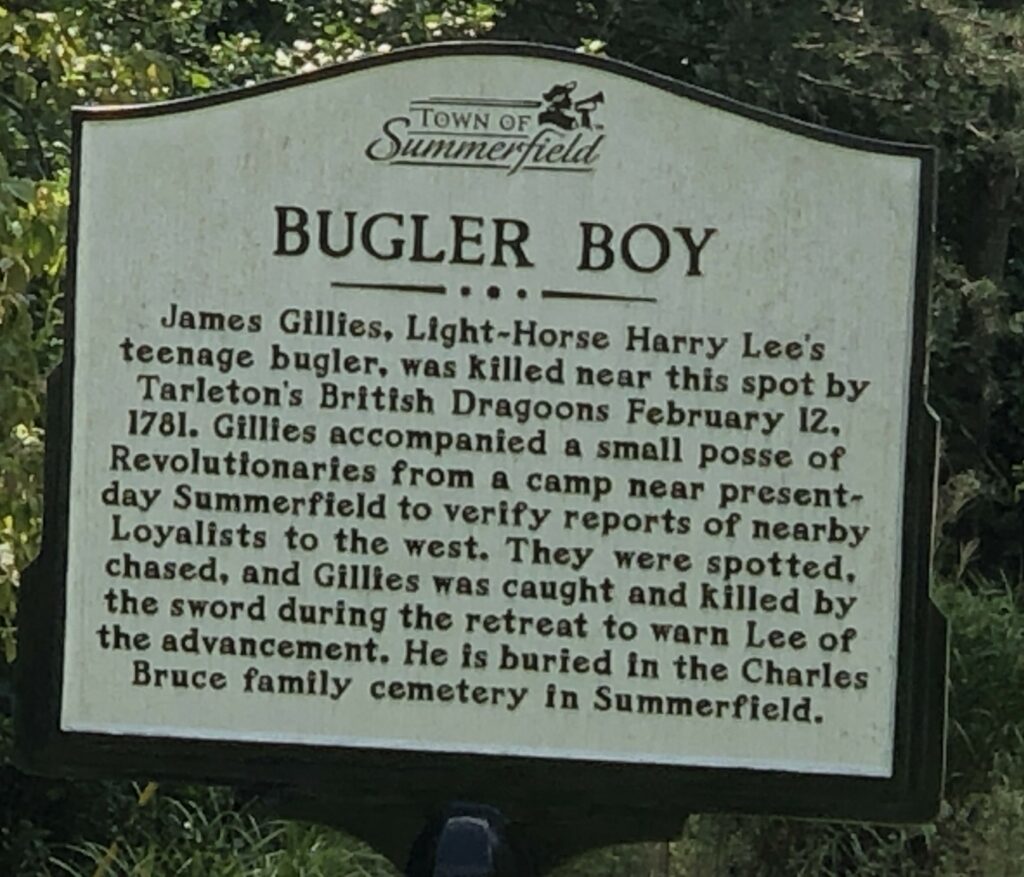 TOWN OF
Summerfield
BUGLER BOY
James Gillies, Light-Horse Harry Lee's
teenage bugler, was killed near this spot by
Tarleton's British Dragoons February 12,
1781. Gillies accompanied a small posse of
Revolutionaries from a camp near present-
day Summerfield to verify reports of nearby
Loyalists to the west. They were spotted,
chased, and Gillies was caught and killed by
the sword during the retreat to warn Lee of
the advancement. He is buried in the Charles
Bruce family cemetery in Summerfield.